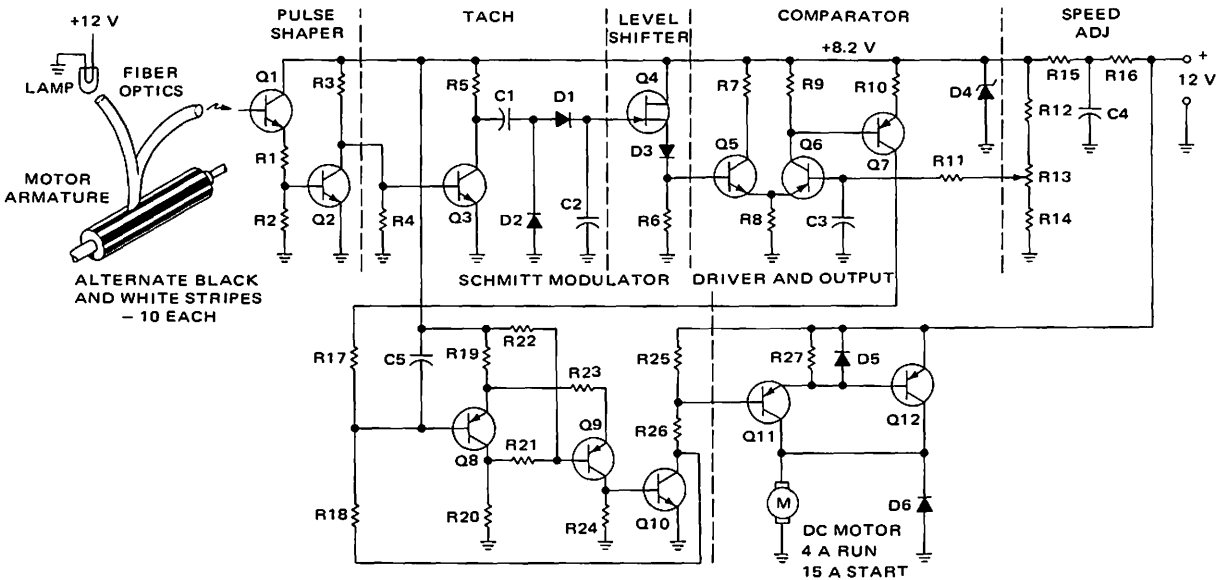 PULSE SHAPER
TACH
LEVEL SHIFTER
COMPARATOR
SPEED ADJ
+12 V
+8.2 V
LAMP
FIBER OPTICS
Q1
R3
R5
C1
D1
Q4
R7
R9
R10
D4
R15
R16
+
12 V
R12
C4
R1
D3
Q5
Q6
Q7
R11
MOTOR ARMATURE
R2
Q2
R4
Q3
D2
C2
R6
R8
C3
R13
R14
ALTERNATE BLACK
AND WHITE STRIPES
– 10 EACH
SCHMITT MODULATOR
DRIVER AND OUTPUT
R17
C5
R19
R22
R23
R25
R27
D5
Q8
R21
Q9
R26
Q11
Q12
R18
R20
R24
Q10
M
D6
DC MOTOR
4 A RUN
15 A START